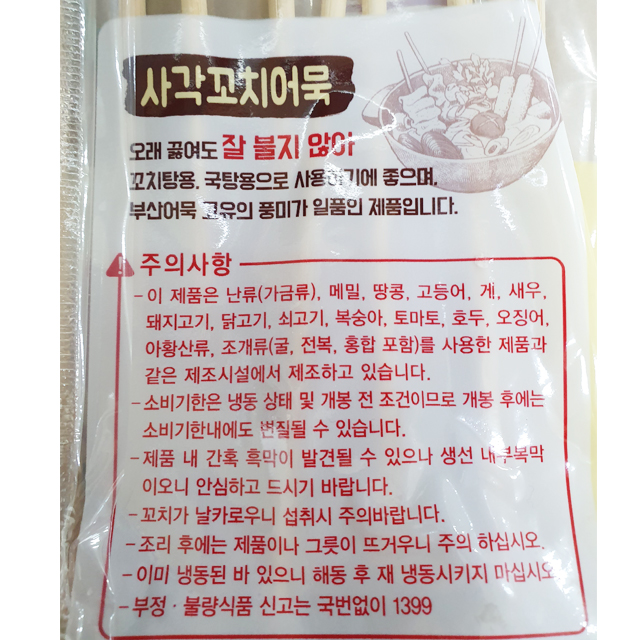 사각꼬치어묵
오래 끓여도 잘 불지 않아
꼬치탕용, 국탕용으로 사용하기에 좋으며,
부산어묵 고유의 풍미가 일품인 제품입니다.
주의사항
- 이 제품은 난류(가금류), 메밀, 땅콩, 고등어, 게, 새우,
돼지고기, 닭고기, 쇠고기, 복숭아, 토마토, 호두, 오징어,
아황산류, 조개류(굴, 전복, 홍합 포함)를 사용한 제품과
같은 제조시설에서 제조하고 있습니다.
- 소비기한은 냉동 상태 및 개봉 전 조건이므로 개봉 후에는
소비기한내에도 변질될 수 있습니다.
- 제품 내 간혹 흑막이 발견될 수 있으나 생선 내부복막
이오니 안심하고 드시기 바랍니다.
- 꼬치가 날카로우니 섭취시 주의바랍니다.
- 조리 후에는 제품이나 그릇이 뜨거우니 주의 하십시오.
- 이미 냉동된 바 있으니 해동 후 재 냉동시키지 마십시오
- 부정 · 불량식품 신고는 국번없이 1399